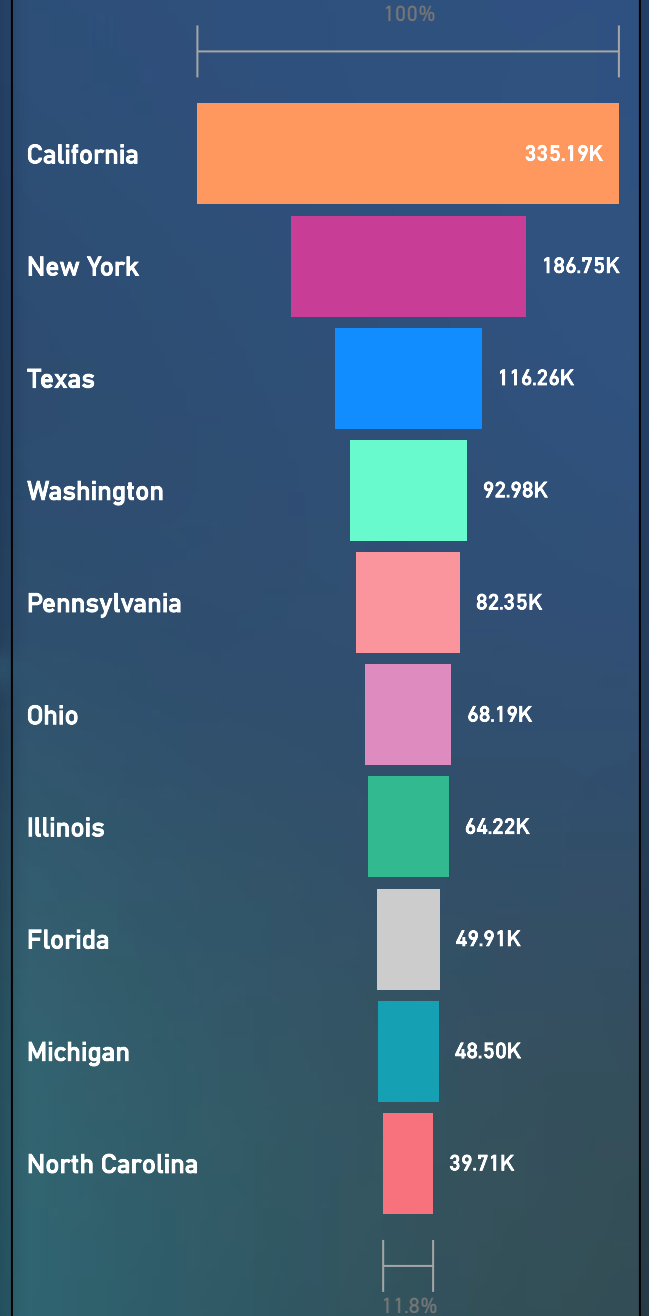 100%
California 335.19K
New York 186.75K
Texas 116.26K
Washington 92.98K
Pennsylvania 82.35K
Ohio 68.19K
Illinois 64.22K
Florida 49.91K
Michigan 48.50K
North Carolina 39.71K
11.8%